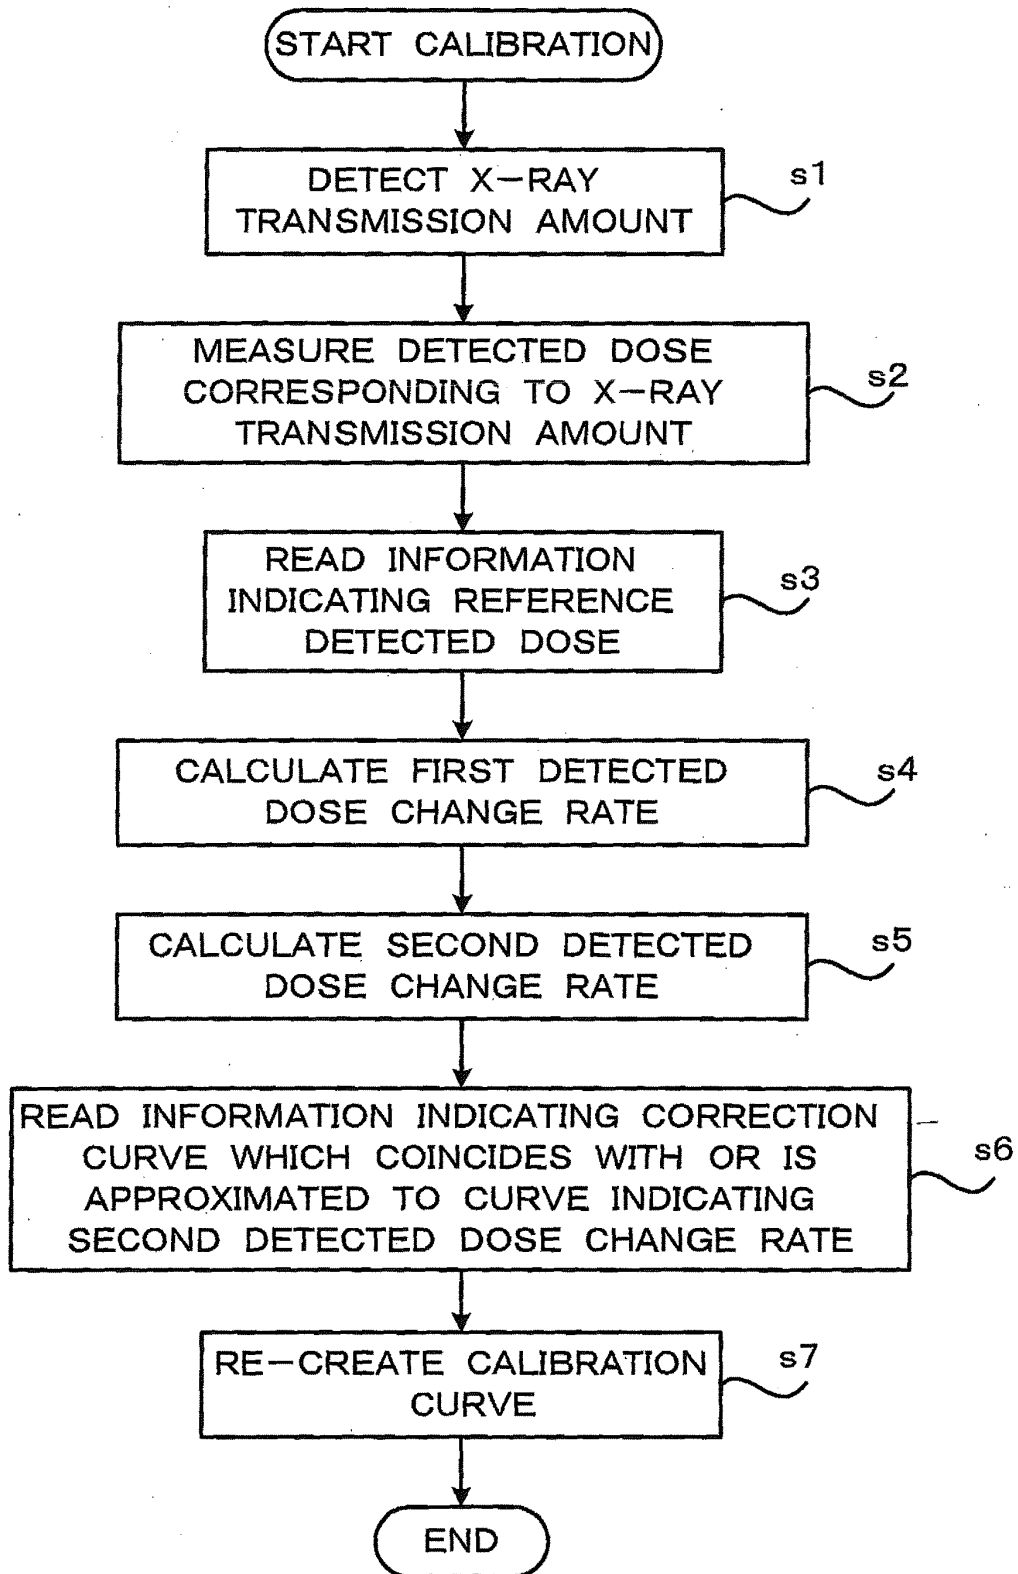 START CALIBRATION
DETECT X-RAY
TRANSMISSION AMOUNT
s1
MEASURE DETECTED DOSE
CORRESPONDING TO X-RAY
TRANSMISSION AMOUNT
s2
READ INFORMATION
INDICATING REFERENCE
DETECTED DOSE
s3
CALCULATE FIRST DETECTED
DOSE CHANGE RATE
s4
CALCULATE SECOND DETECTED
DOSE CHANGE RATE
s5
READ INFORMATION INDICATING CORRECTION
CURVE WHICH COINCIDES WITH OR IS
APPROXIMATED TO CURVE INDICATING
SECOND DETECTED DOSE CHANGE RATE
s6
RE-CREATE CALIBRATION
CURVE
s7
END